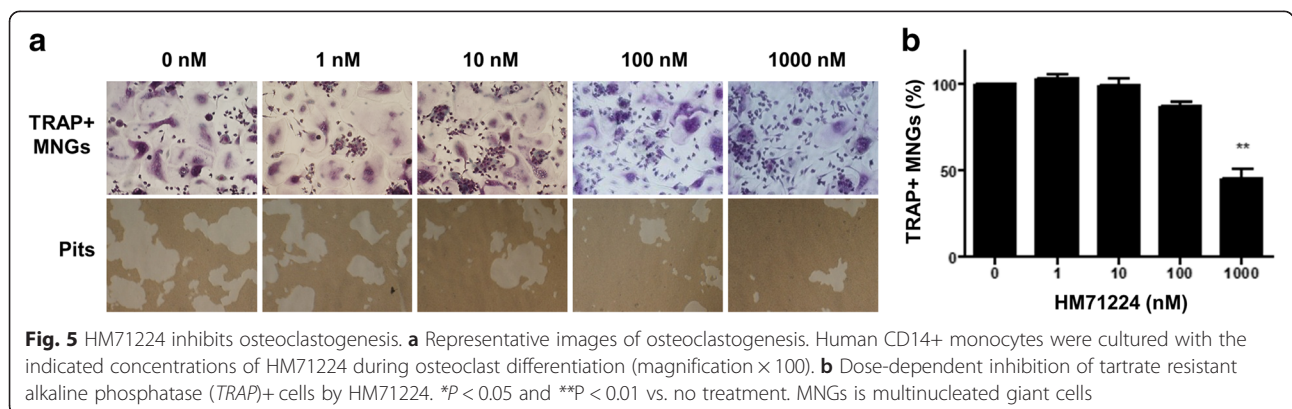 a
0 nM 1 nM 10 nM 100 nM 1000 nM
TRAP+
MNGs
Pits
b
TRAP+ MNGs (%)
100
50
0
**
0 1 10 100 1000
HM71224 (nM)
Fig. 5 HM71224 inhibits osteoclastogenesis. a Representative images of osteoclastogenesis. Human CD14+ monocytes were cultured with the
indicated concentrations of HM71224 during osteoclast differentiation (magnification × 100). b Dose-dependent inhibition of tartrate resistant
alkaline phosphatase (TRAP)+ cells by HM71224. *P < 0.05 and **P < 0.01 vs. no treatment. MNGs is multinucleated giant cells